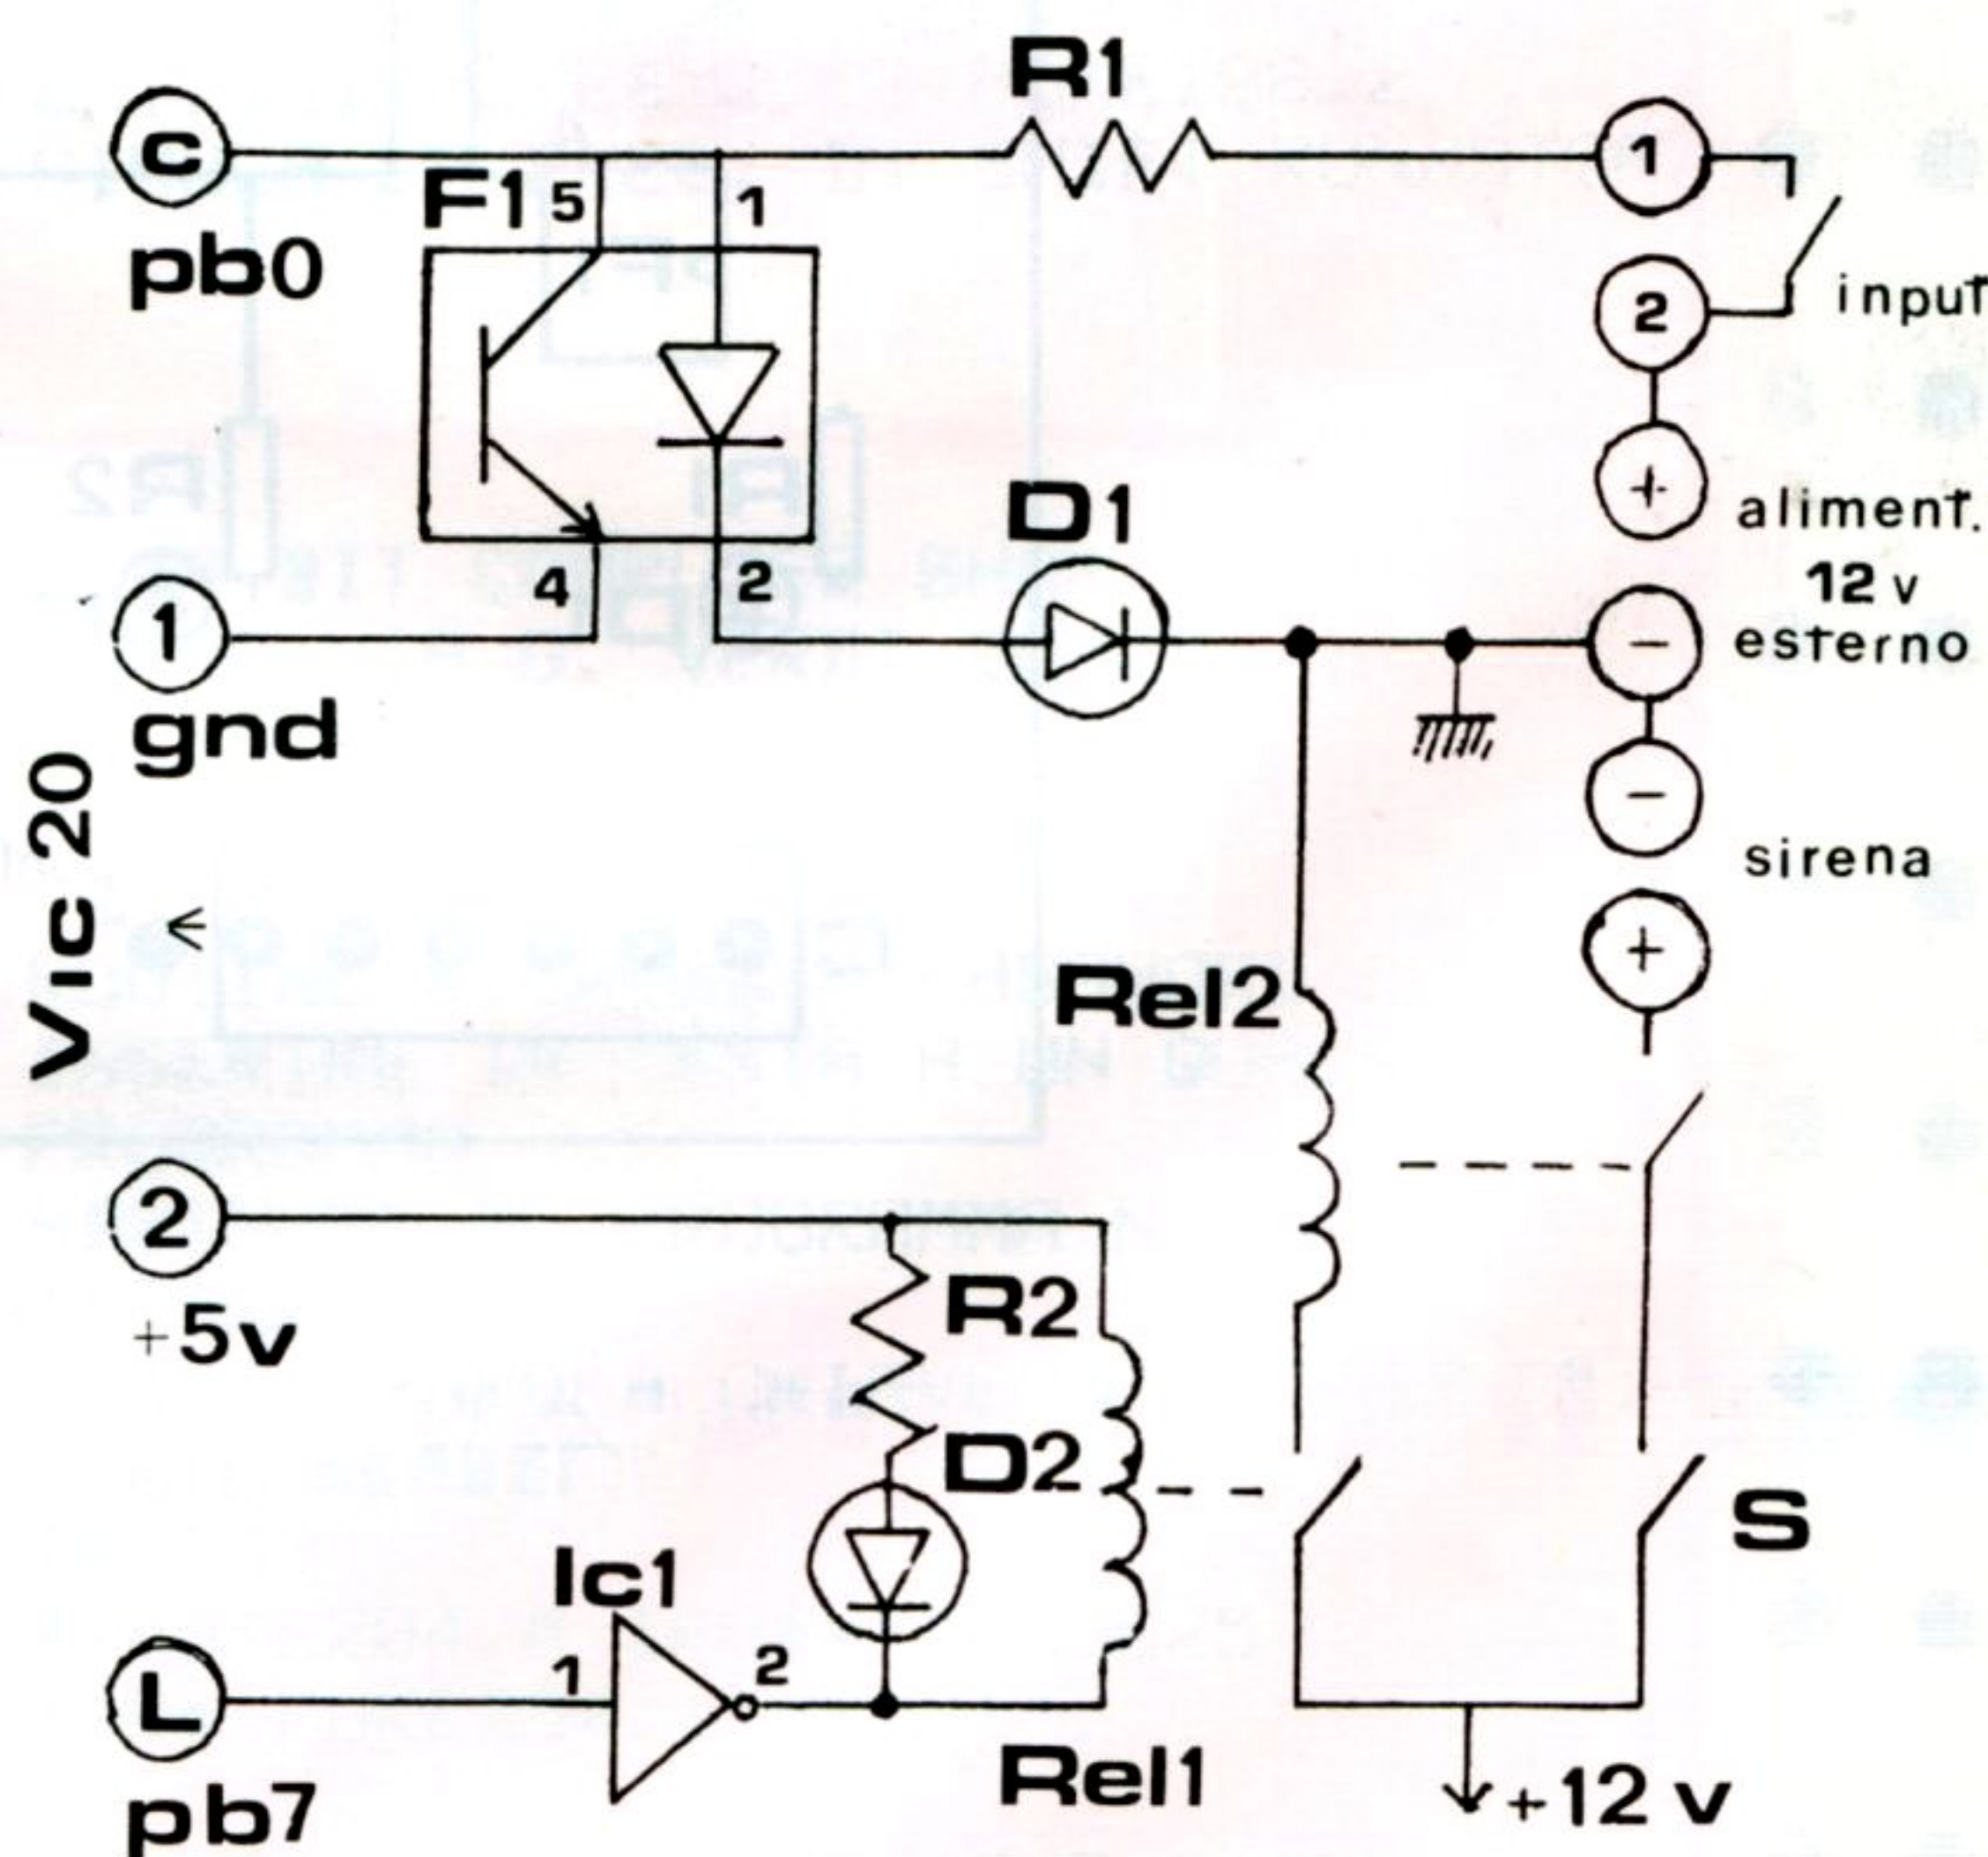 R1
c
F1 5 1
1
pb0
2
input
+
D1
aliment.
12 v
4 2
1
−
esterno
gnd
−
sirena
Vic 20
<
+
Rel2
2
+5v
R2
D2
S
Ic1
1 2
L
Rel1
+12 v
pb7